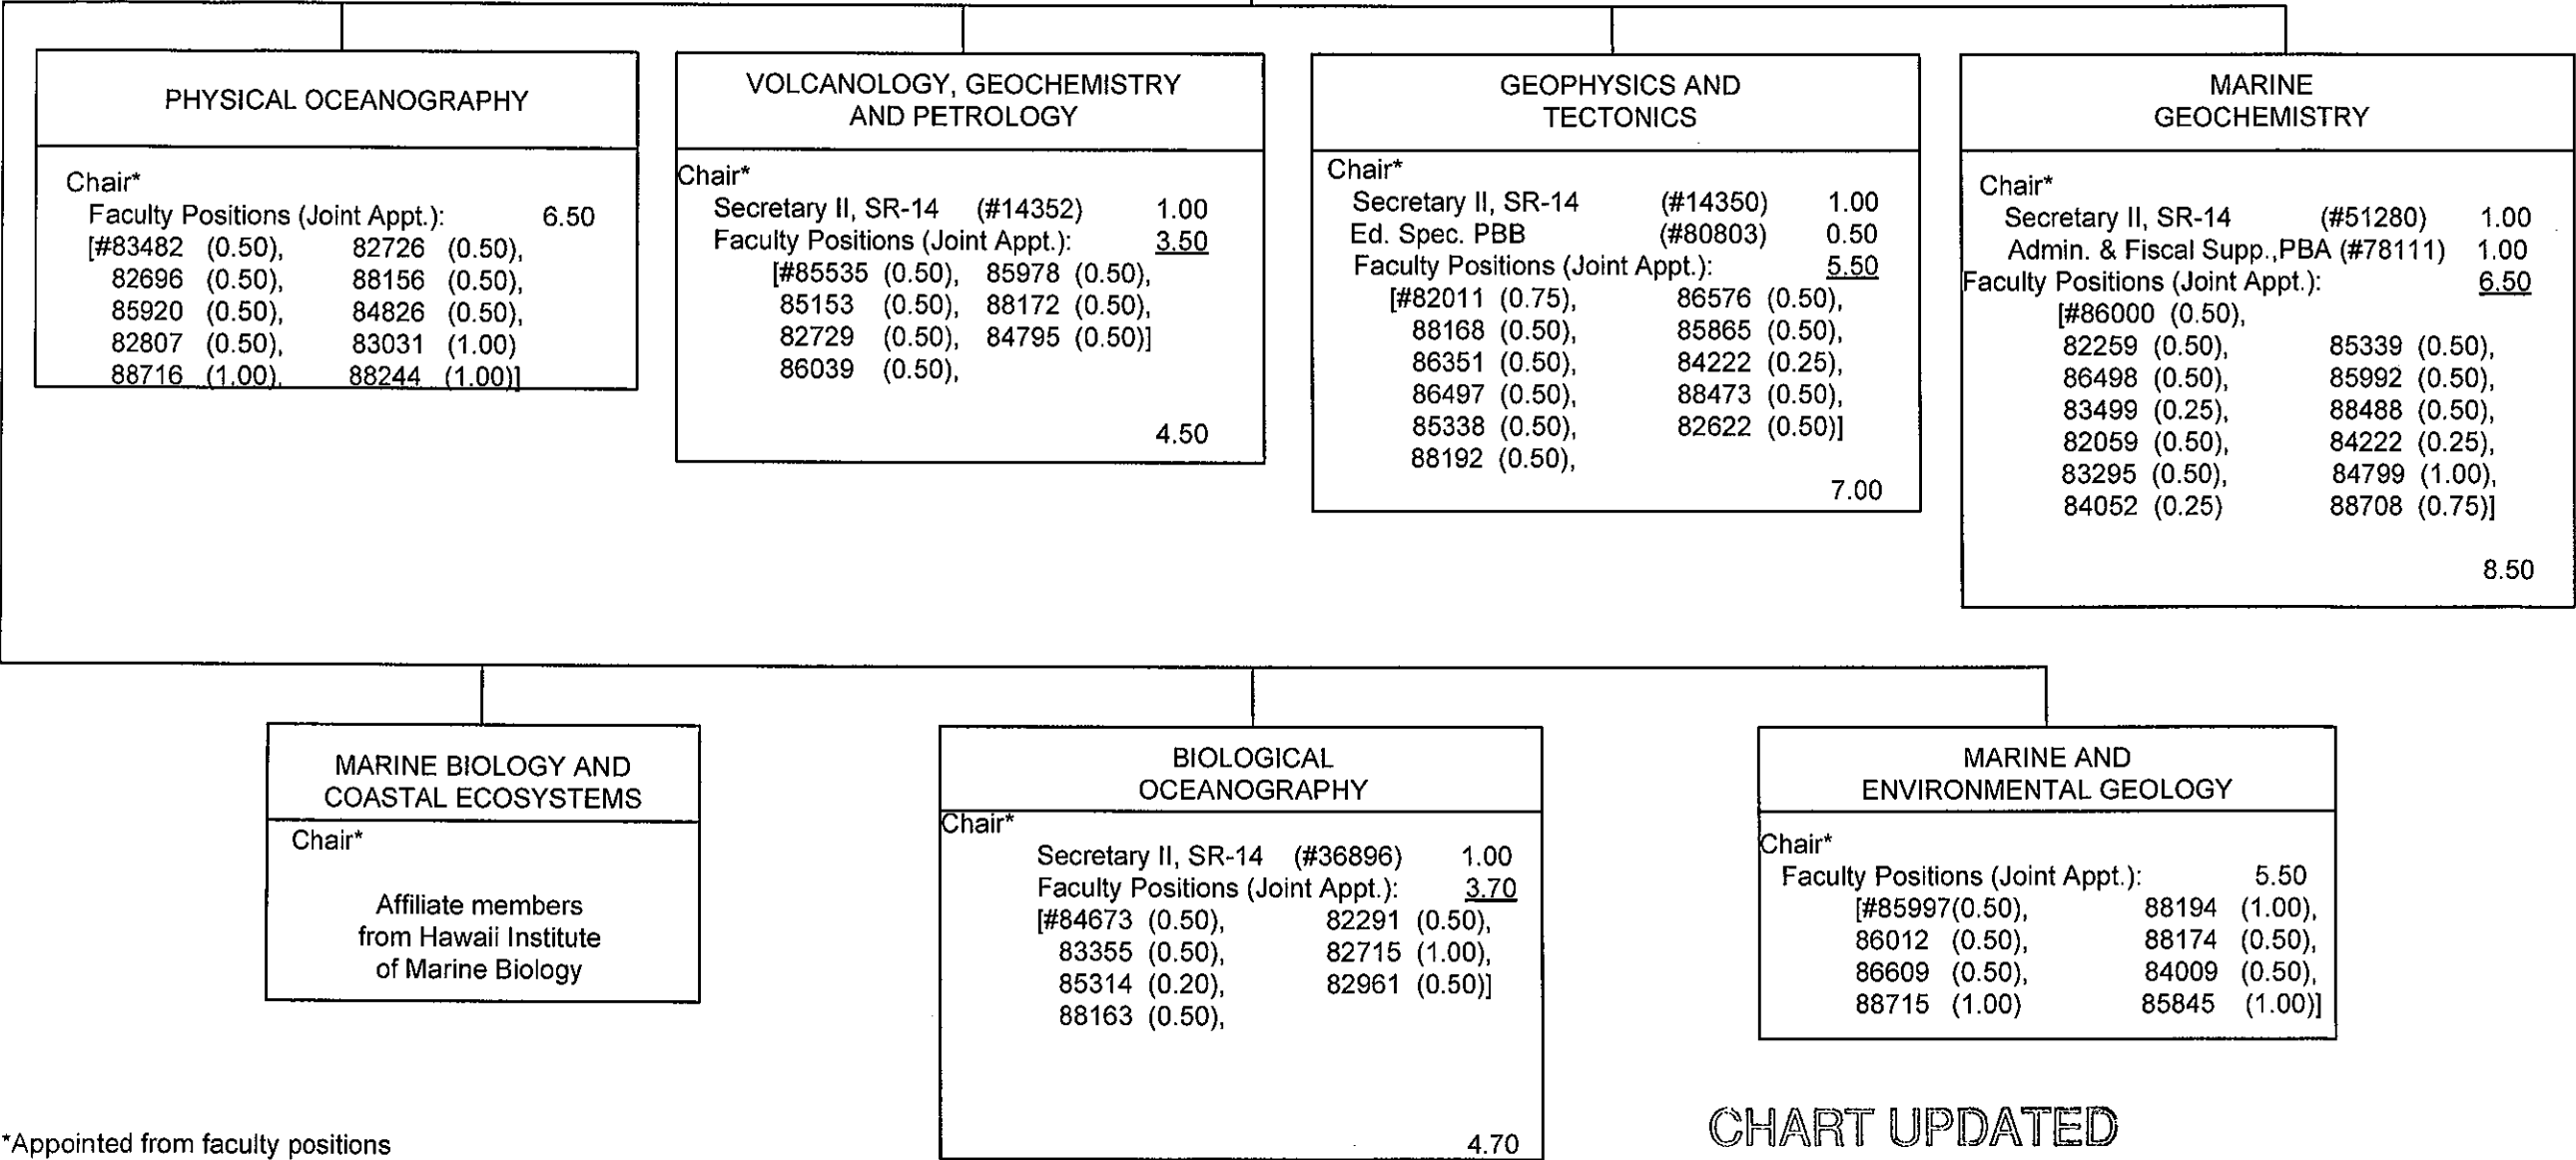 PHYSICAL OCEANOGRAPHY
Chair*
Faculty Positions (Joint Appt.): 6.50
[#83482 (0.50), 82726 (0.50),
82696 (0.50), 88156 (0.50),
85920 (0.50), 84826 (0.50),
82807 (0.50), 83031 (1.00)
88716 (1.00), 88244 (1.00)]
VOLCANOLOGY, GEOCHEMISTRY
AND PETROLOGY
Chair*
Secretary II, SR-14 (#14352) 1.00
Faculty Positions (Joint Appt.): 3.50
[#85535 (0.50), 85978 (0.50),
85153 (0.50), 88172 (0.50),
82729 (0.50), 84795 (0.50)]
86039 (0.50),
4.50
GEOPHYSICS AND
TECTONICS
Chair*
Secretary II, SR-14 (#14350) 1.00
Ed. Spec. PBB (#80803) 0.50
Faculty Positions (Joint Appt.): 5.50
[#82011 (0.75), 86576 (0.50),
88168 (0.50), 85865 (0.50),
86351 (0.50), 84222 (0.25),
86497 (0.50), 88473 (0.50),
85338 (0.50), 82622 (0.50)]
88192 (0.50),
7.00
MARINE
GEOCHEMISTRY
Chair*
Secretary II, SR-14 (#51280) 1.00
Admin. & Fiscal Supp.,PBA (#78111) 1.00
Faculty Positions (Joint Appt.): 6.50
[#86000 (0.50),
82259 (0.50), 85339 (0.50),
86498 (0.50), 85992 (0.50),
83499 (0.25), 88488 (0.50),
82059 (0.50), 84222 (0.25),
83295 (0.50), 84799 (1.00),
84052 (0.25) 88708 (0.75)]
8.50
MARINE BIOLOGY AND
COASTAL ECOSYSTEMS
Chair*
Affiliate members
from Hawaii Institute
of Marine Biology
BIOLOGICAL
OCEANOGRAPHY
Chair*
Secretary II, SR-14 (#36896) 1.00
Faculty Positions (Joint Appt.): 3.70
[#84673 (0.50), 82291 (0.50),
83355 (0.50), 82715 (1.00),
85314 (0.20), 82961 (0.50)]
88163 (0.50),
4.70
MARINE AND
ENVIRONMENTAL GEOLOGY
Chair*
Faculty Positions (Joint Appt.): 5.50
[#85997(0.50), 88194 (1.00),
86012 (0.50), 88174 (0.50),
86609 (0.50), 84009 (0.50),
88715 (1.00) 85845 (1.00)]
CHART UPDATED
*Appointed from faculty positions